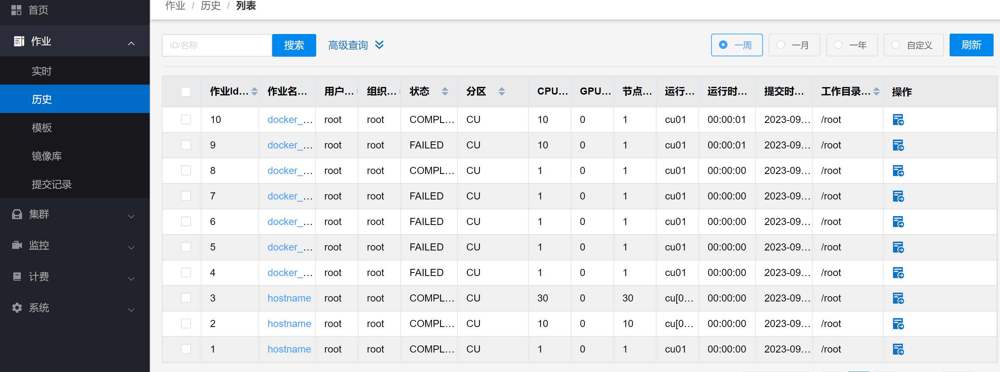 首页
作业
实时
历史
模板
镜像库
提交记录
集群
监控
计费
系统
作业 / 历史 / 列表
ID/名称 搜索 高级查询 一周 一月 一年 自定义 刷新
作业Id... 作业名... 用户... 组织... 状态 分区 CPU... GPU... 节点... 运行... 运行时... 提交时... 工作目录... 操作
10 docker_... root root COMPL... CU 10 0 1 cu01 00:00:01 2023-09... /root
9 docker_... root root FAILED CU 10 0 1 cu01 00:00:01 2023-09... /root
8 docker_... root root COMPL... CU 1 0 1 cu01 00:00:00 2023-09... /root
7 docker_... root root FAILED CU 1 0 1 cu01 00:00:00 2023-09... /root
6 docker_... root root FAILED CU 1 0 1 cu01 00:00:00 2023-09... /root
5 docker_... root root FAILED CU 1 0 1 cu01 00:00:00 2023-09... /root
4 docker_... root root FAILED CU 1 0 1 cu01 00:00:00 2023-09... /root
3 hostname root root COMPL... CU 30 0 30 cu[0... 00:00:00 2023-09... /root
2 hostname root root COMPL... CU 10 0 10 cu[0... 00:00:00 2023-09... /root
1 hostname root root COMPL... CU 1 0 1 cu01 00:00:00 2023-09... /root